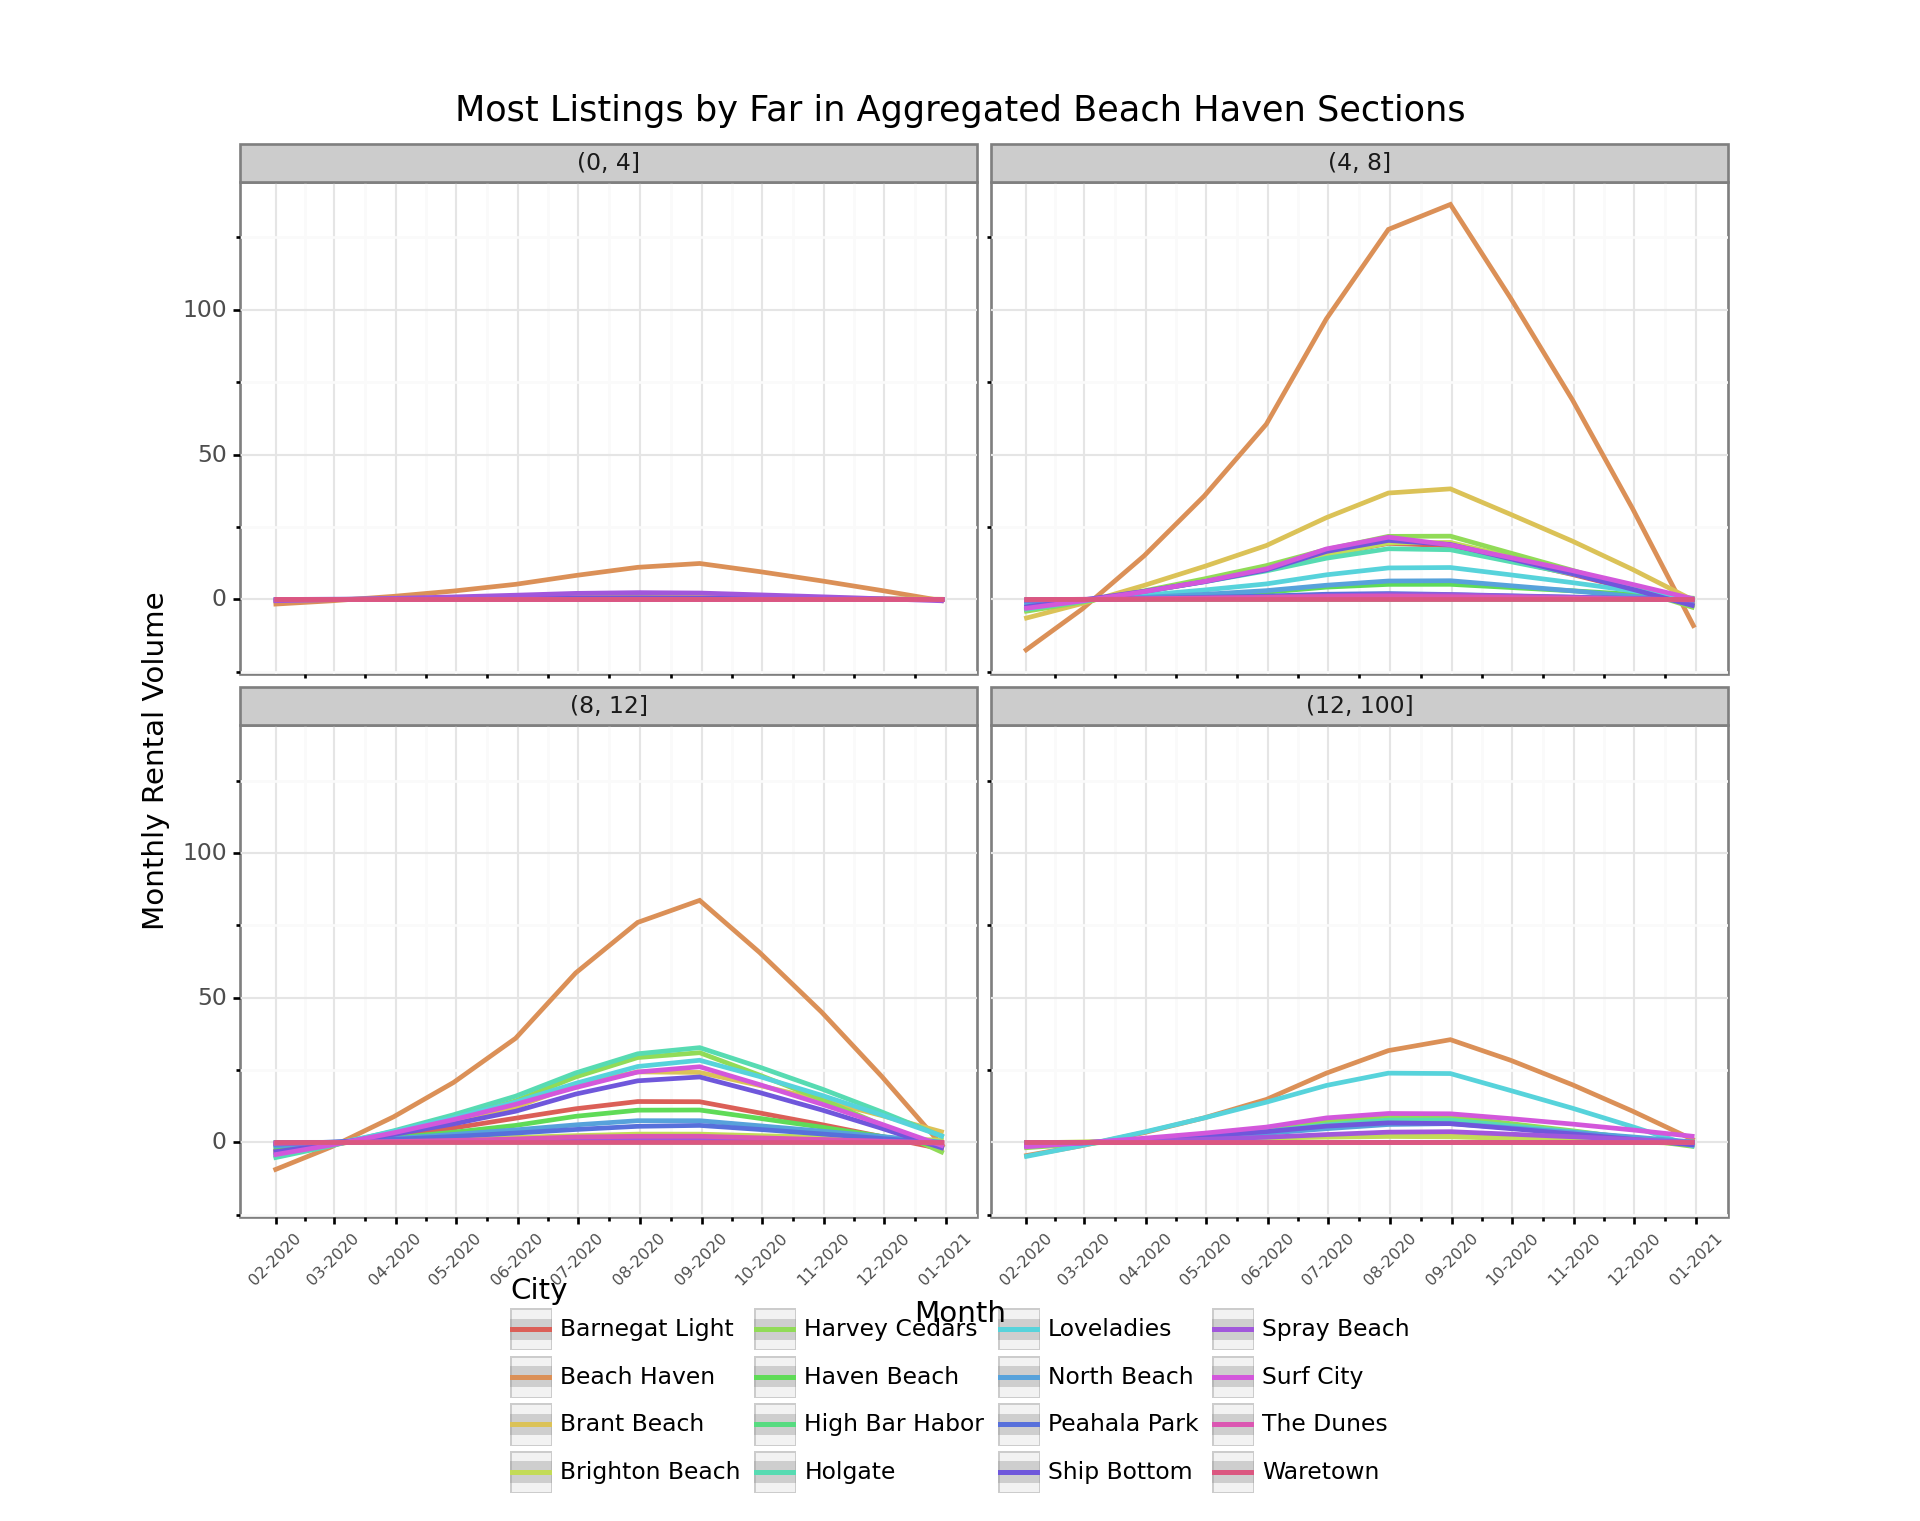 Most Listings by Far in Aggregated Beach Haven Sections
(0, 4]
(4, 8]
100
50
0
(8, 12]
(12, 100]
100
50
0
Monthly Rental Volume
02-2020
03-2020
04-2020
05-2020
06-2020
07-2020
08-2020
09-2020
10-2020
11-2020
12-2020
01-2021
02-2020
03-2020
04-2020
05-2020
06-2020
07-2020
08-2020
09-2020
10-2020
11-2020
12-2020
01-2021
Month
City
Barnegat Light
Beach Haven
Brant Beach
Brighton Beach
Harvey Cedars
Haven Beach
High Bar Habor
Holgate
Loveladies
North Beach
Peahala Park
Ship Bottom
Spray Beach
Surf City
The Dunes
Waretown